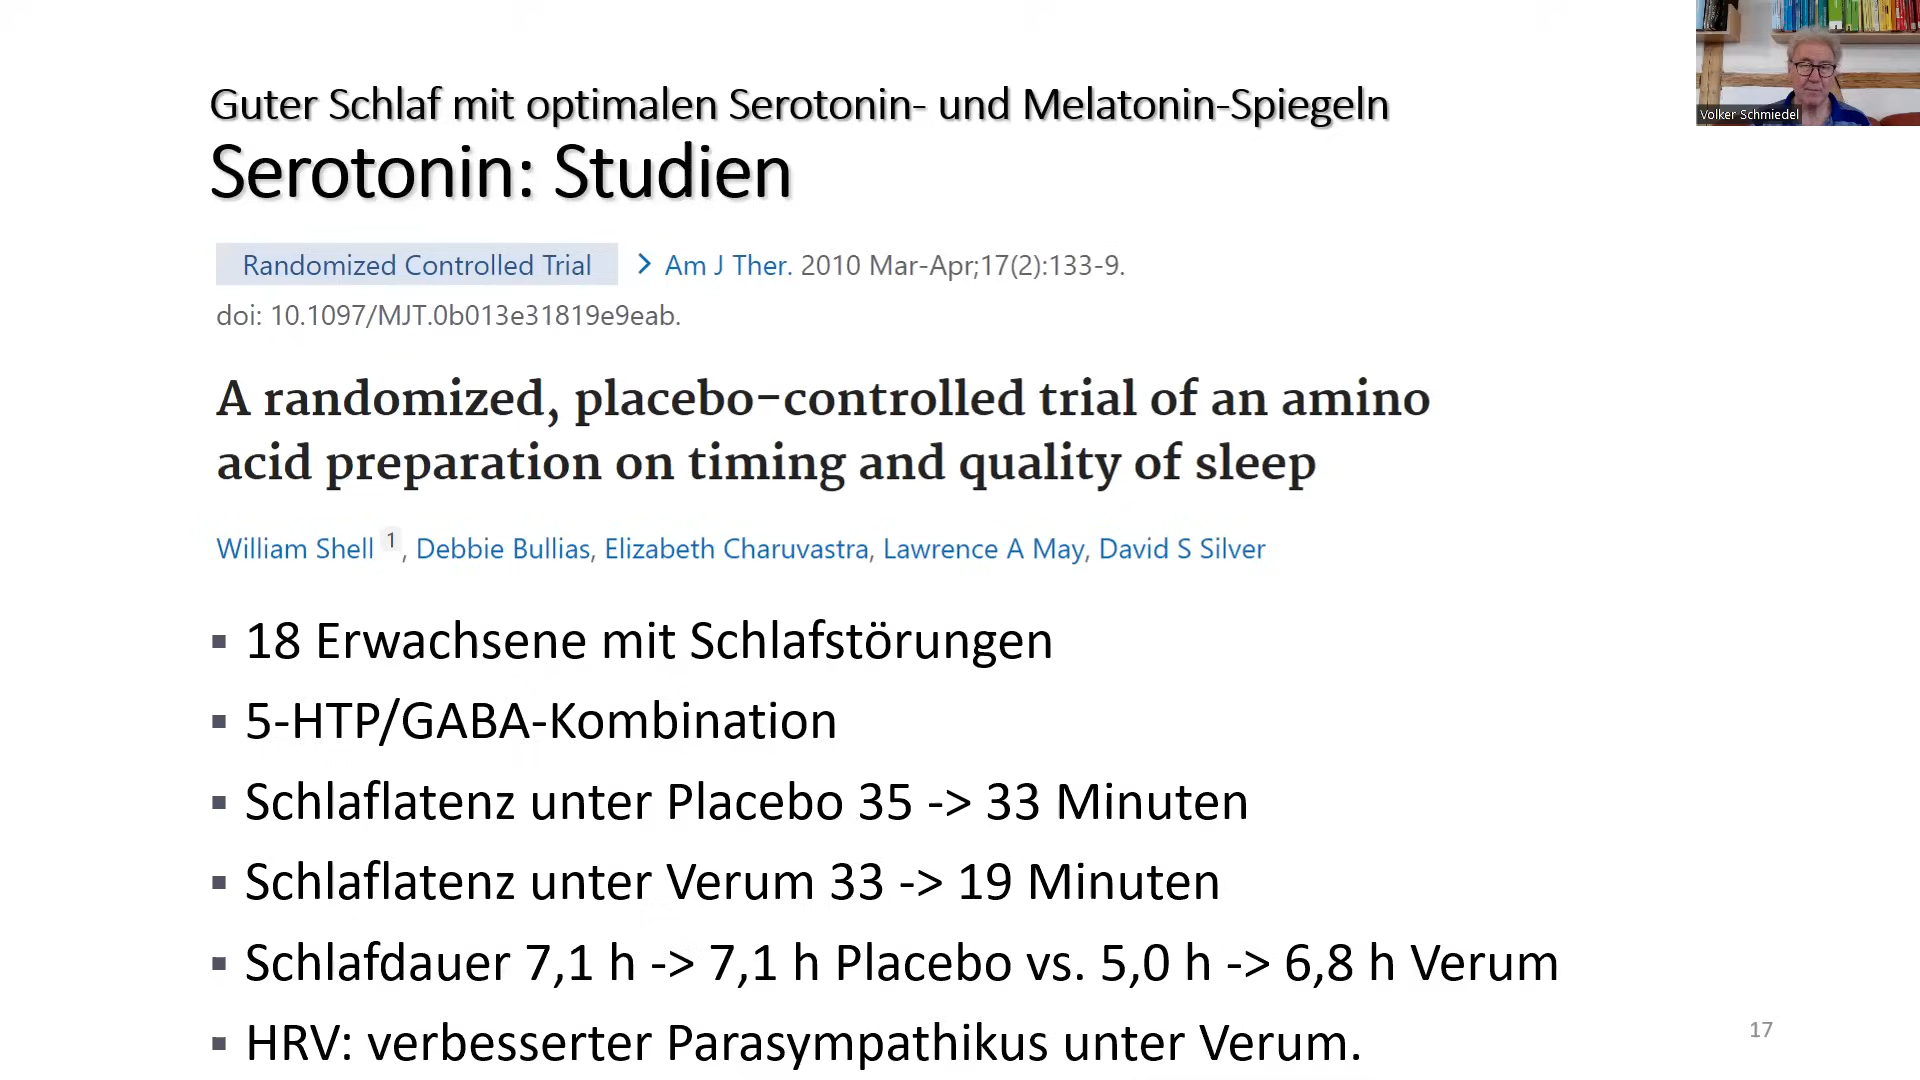 Guter Schlaf mit optimalen Serotonin- und Melatonin-Spiegeln
Serotonin: Studien
Randomized Controlled Trial > Am J Ther. 2010 Mar-Apr;17(2):133-9.
doi: 10.1097/MJT.0b013e31819e9eab.
A randomized, placebo-controlled trial of an amino
acid preparation on timing and quality of sleep
William Shell 1, Debbie Bullias, Elizabeth Charuvastra, Lawrence A May, David S Silver
▪ 18 Erwachsene mit Schlafstörungen
▪ 5-HTP/GABA-Kombination
▪ Schlaflatenz unter Placebo 35 -> 33 Minuten
▪ Schlaflatenz unter Verum 33 -> 19 Minuten
▪ Schlafdauer 7,1 h -> 7,1 h Placebo vs. 5,0 h -> 6,8 h Verum
▪ HRV: verbesserter Parasympathikus unter Verum.
17
Volker Schmiedel